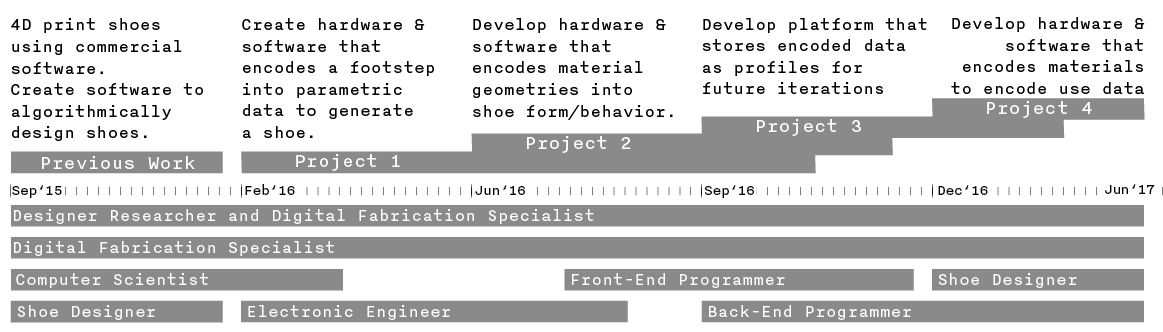 4D print shoes
using commercial
software.
Create software to
algorithmically
design shoes.
Create hardware &
software that
encodes a footstep
into parametric
data to generate
a shoe.
Develop hardware &
software that
encodes material
geometries into
shoe form/behavior.
Develop platform that
stores encoded data
as profiles for
future iterations
Develop hardware &
software that
encodes materials
to encode use data
Previous Work
Project 1
Project 2
Project 3
Project 4
Sep‘15 Feb‘16 Jun‘16 Sep‘16 Dec‘16 Jun‘17
Designer Researcher and Digital Fabrication Specialist
Digital Fabrication Specialist
Computer Scientist Front-End Programmer Shoe Designer
Shoe Designer Electronic Engineer Back-End Programmer